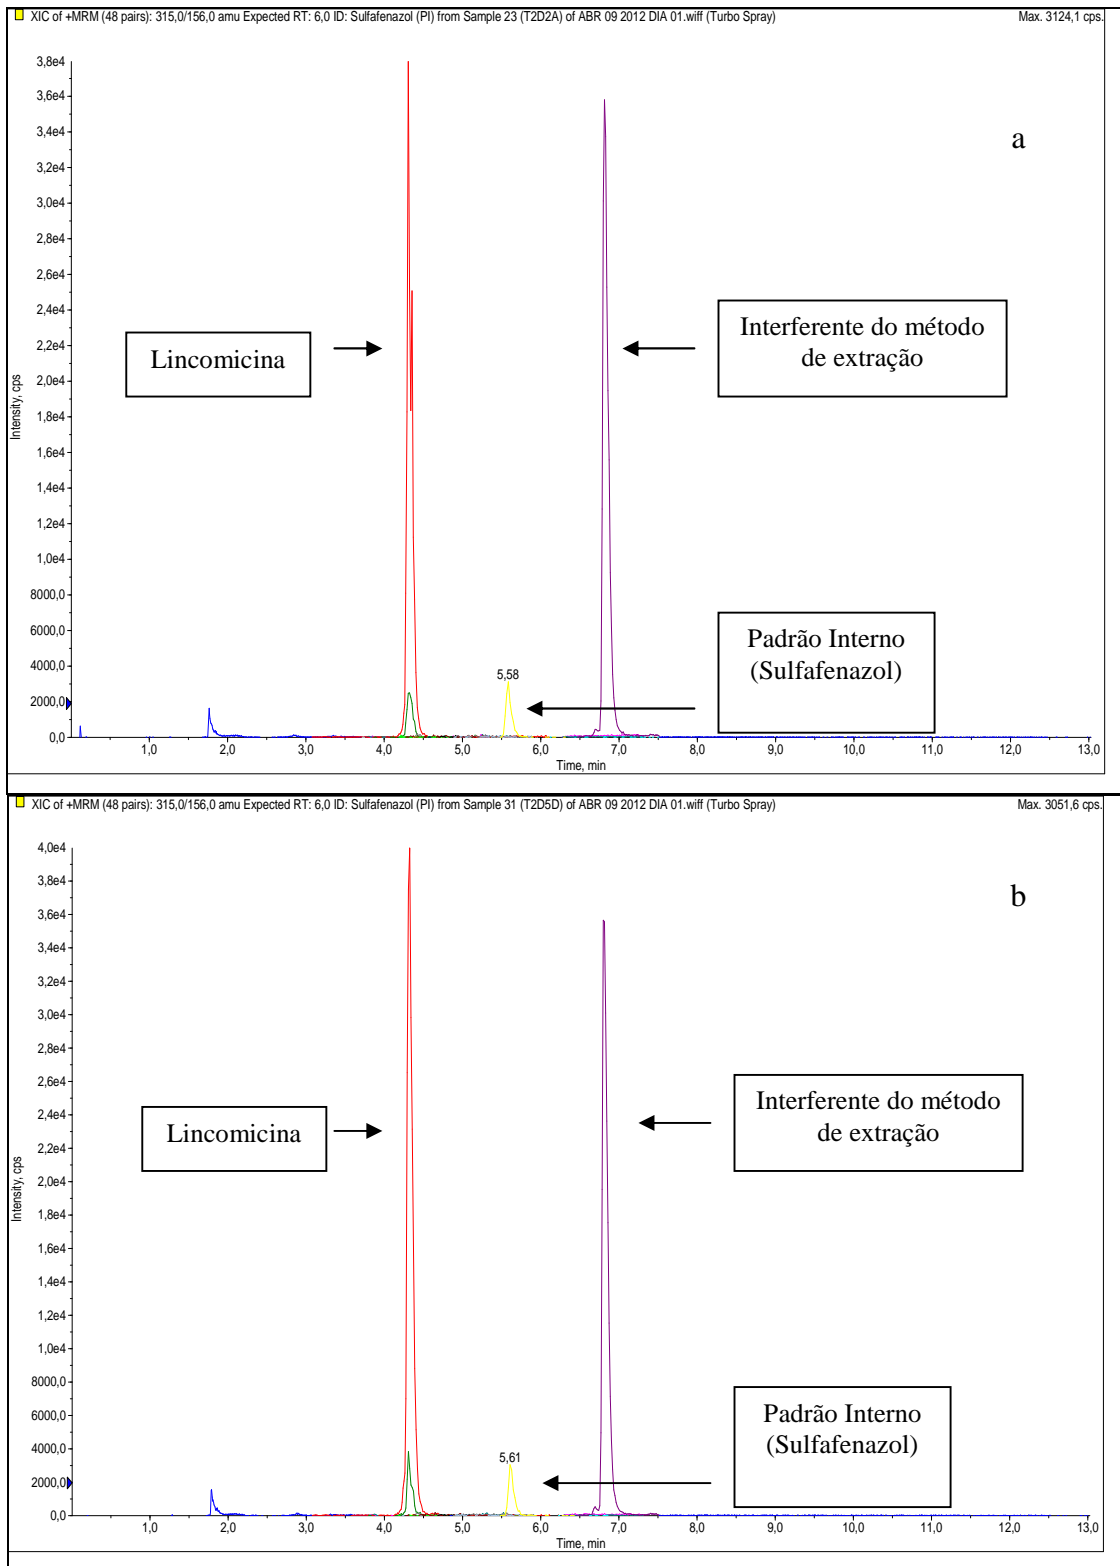 XIC of +MRM (48 pairs): 315,0/156,0 amu Expected RT: 6,0 ID: Sulfafenazol (PI) from Sample 23 (T2D2A) of ABR 09 2012 DIA 01.wiff (Turbo Spray)
Max. 3124,1 cps.
3,8e4
3,6e4
3,4e4
3,2e4
3,0e4
2,8e4
2,6e4
2,4e4
2,2e4
2,0e4
1,8e4
1,6e4
1,4e4
1,2e4
1,0e4
8000,0
6000,0
4000,0
2000,0
0,0
Intensity, cps
a
Lincomicina
Interferente do método
de extração
Padrão Interno
(Sulfafenazol)
5,58
1,0 2,0 3,0 4,0 5,0 6,0 7,0 8,0 9,0 10,0 11,0 12,0 13,0
Time, min
XIC of +MRM (48 pairs): 315,0/156,0 amu Expected RT: 6,0 ID: Sulfafenazol (PI) from Sample 31 (T2D5D) of ABR 09 2012 DIA 01.wiff (Turbo Spray)
Max. 3051,6 cps.
4,0e4
3,8e4
3,6e4
3,4e4
3,2e4
3,0e4
2,8e4
2,6e4
2,4e4
2,2e4
2,0e4
1,8e4
1,6e4
1,4e4
1,2e4
1,0e4
8000,0
6000,0
4000,0
2000,0
0,0
Intensity, cps
b
Lincomicina
Interferente do método
de extração
Padrão Interno
(Sulfafenazol)
5,61
1,0 2,0 3,0 4,0 5,0 6,0 7,0 8,0 9,0 10,0 11,0 12,0 13,0
Time, min